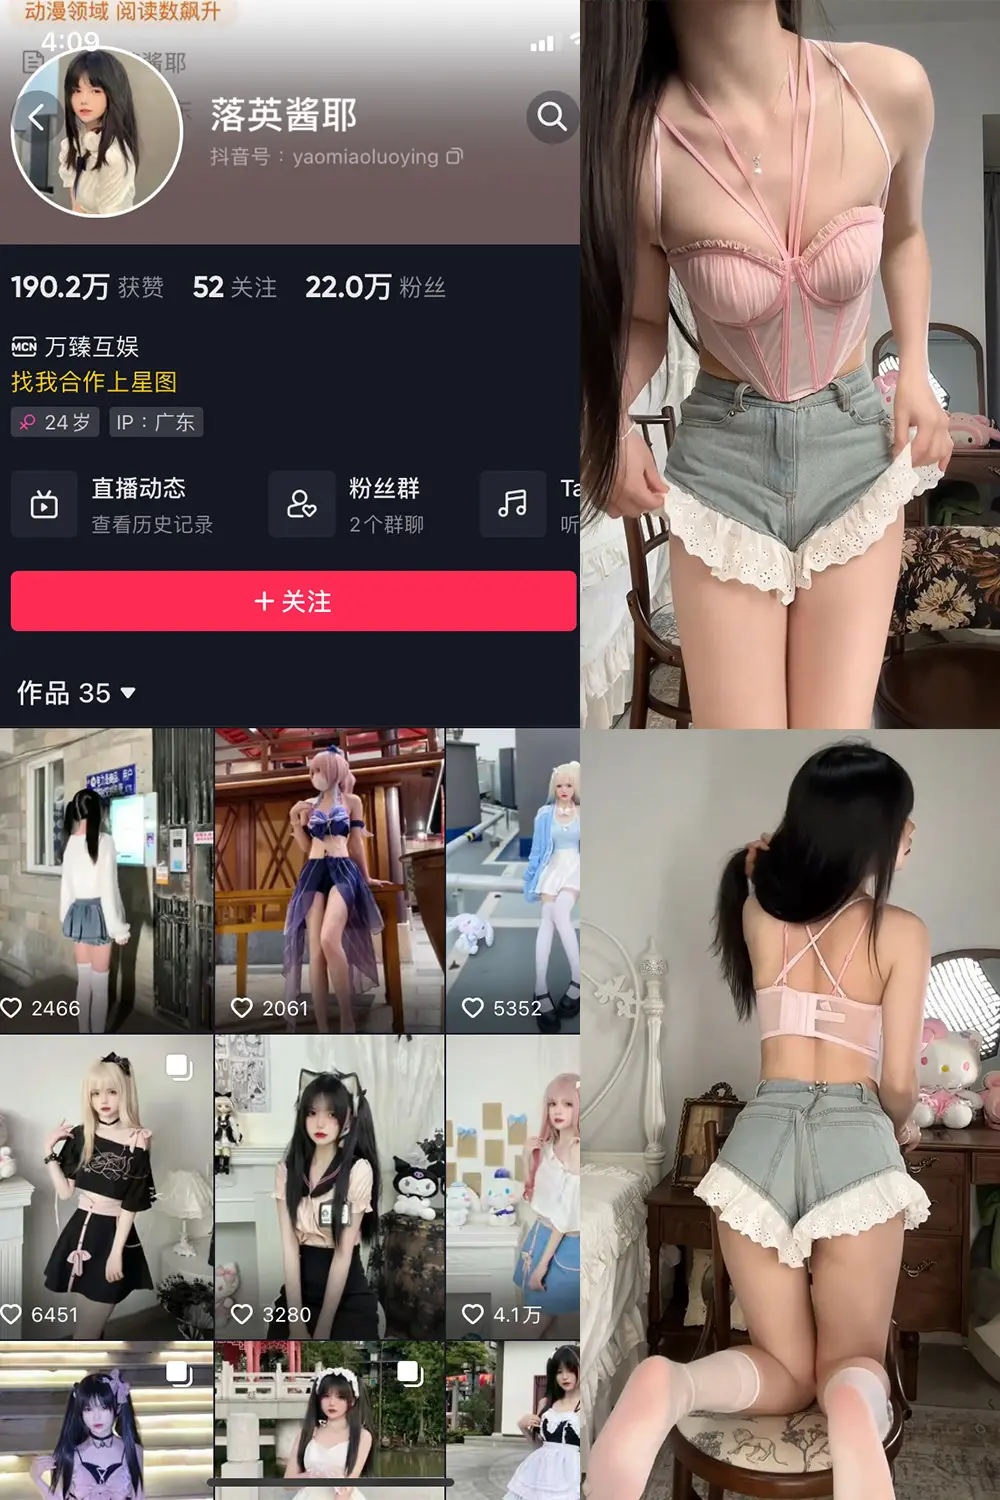 动漫领域 阅读数飙升
4:09
酱耶
落英酱耶
抖音号：yaomiaoluoying
190.2万 获赞 52 关注 22.0万 粉丝
MCN 万臻互娱
找我合作上星图
24岁 IP：广东
直播动态 粉丝群 Ta
查看历史记录 2个群聊 听
+ 关注
作品 35
2466 2061 5352
6451 3280 4.1万